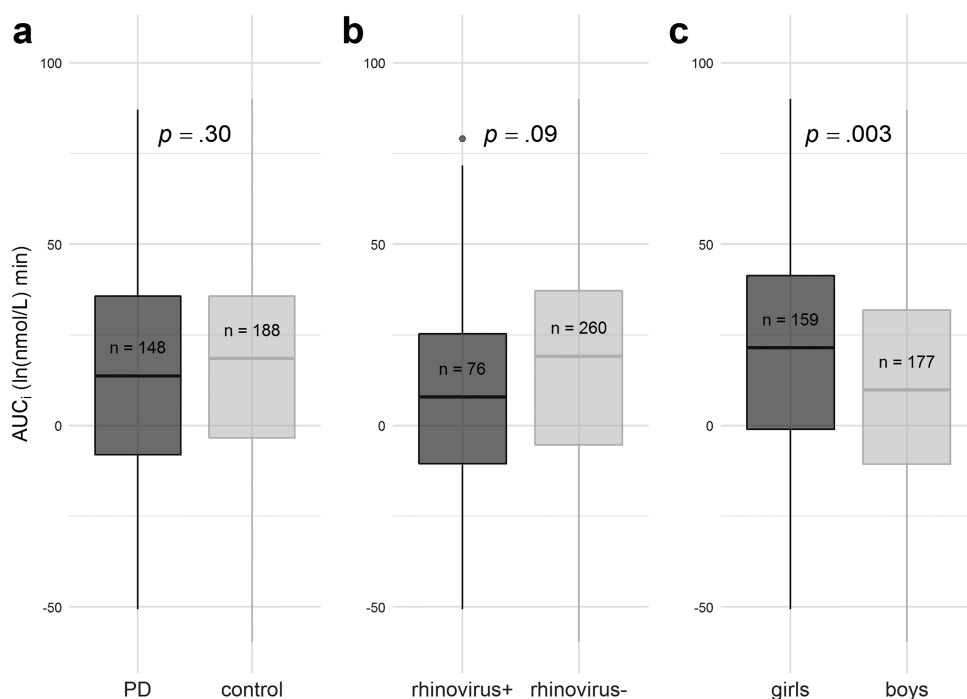 a
b
c
100
p = .30
50
n = 148
n = 188
0
-50
AUCi (ln(nmol/L) min)
PD
control
100
p = .09
50
n = 76
n = 260
0
-50
rhinovirus+
rhinovirus-
100
p = .003
50
n = 159
n = 177
0
-50
girls
boys